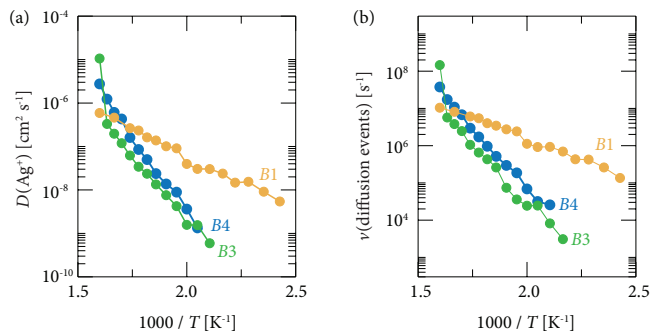 (a)
D(Ag⁺) [cm² s⁻¹]
10⁻⁴
10⁻⁶
10⁻⁸
10⁻¹⁰
B1
B4
B3
1.5 2.0 2.5
1000 / T [K⁻¹]
(b)
ν(diffusion events) [s⁻¹]
10⁸
10⁶
10⁴
B1
B4
B3
1.5 2.0 2.5
1000 / T [K⁻¹]